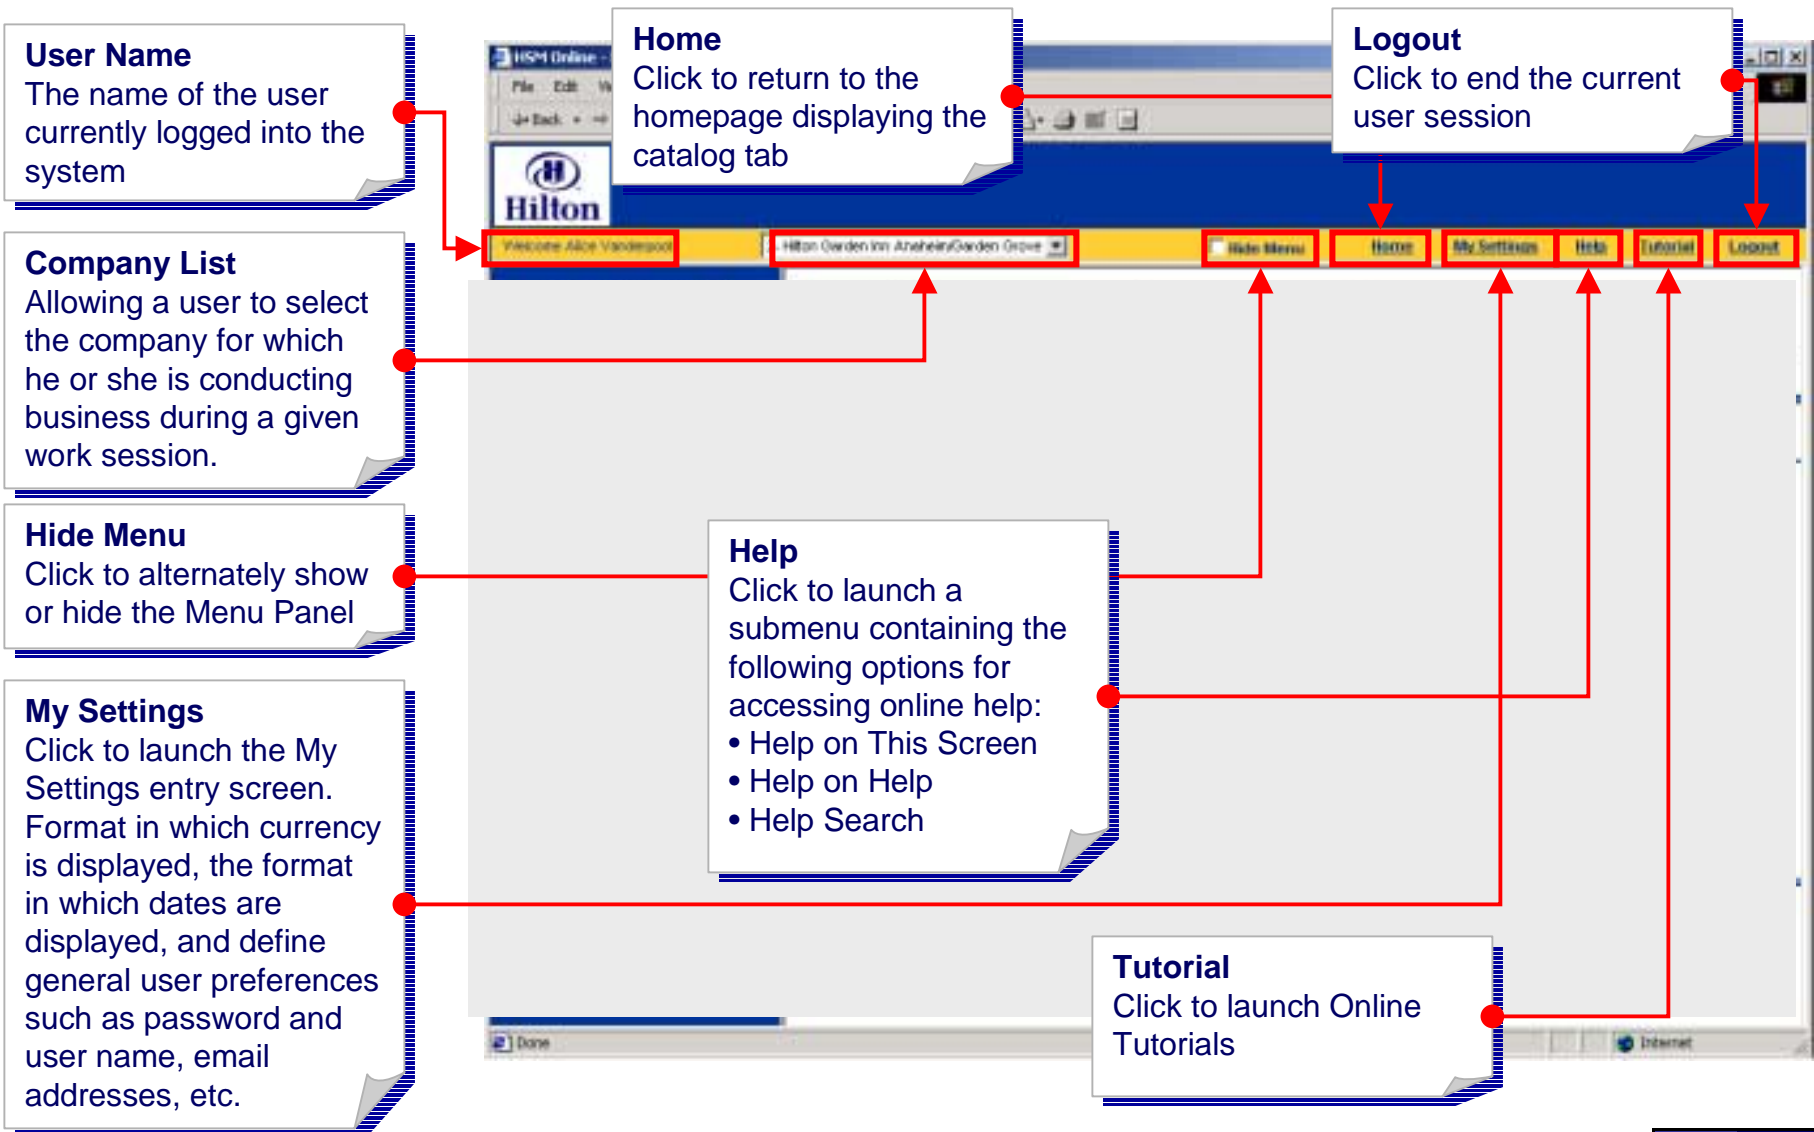 User Name
The name of the user
currently logged into the
system
Home
Click to return to the
homepage displaying the
catalog tab
Logout
Click to end the current
user session
HSM Online -
File Edit
Back
Hilton
Welcome Alice Vanderpool
Hilton Garden Inn Anaheim/Garden Grove
Hide Menu
Home
My Settings
Help
Tutorial
Logout
Company List
Allowing a user to select
the company for which
he or she is conducting
business during a given
work session.
Hide Menu
Click to alternately show
or hide the Menu Panel
Help
Click to launch a
submenu containing the
following options for
accessing online help:
• Help on This Screen
• Help on Help
• Help Search
My Settings
Click to launch the My
Settings entry screen.
Format in which currency
is displayed, the format
in which dates are
displayed, and define
general user preferences
such as password and
user name, email
addresses, etc.
Tutorial
Click to launch Online
Tutorials
Done
Internet